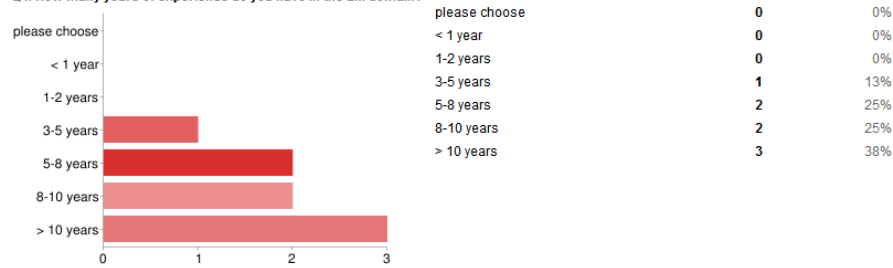 please choose
< 1 year
1-2 years
3-5 years
5-8 years
8-10 years
> 10 years
0 1 2 3
please choose 0 0%
< 1 year 0 0%
1-2 years 0 0%
3-5 years 1 13%
5-8 years 2 25%
8-10 years 2 25%
> 10 years 3 38%